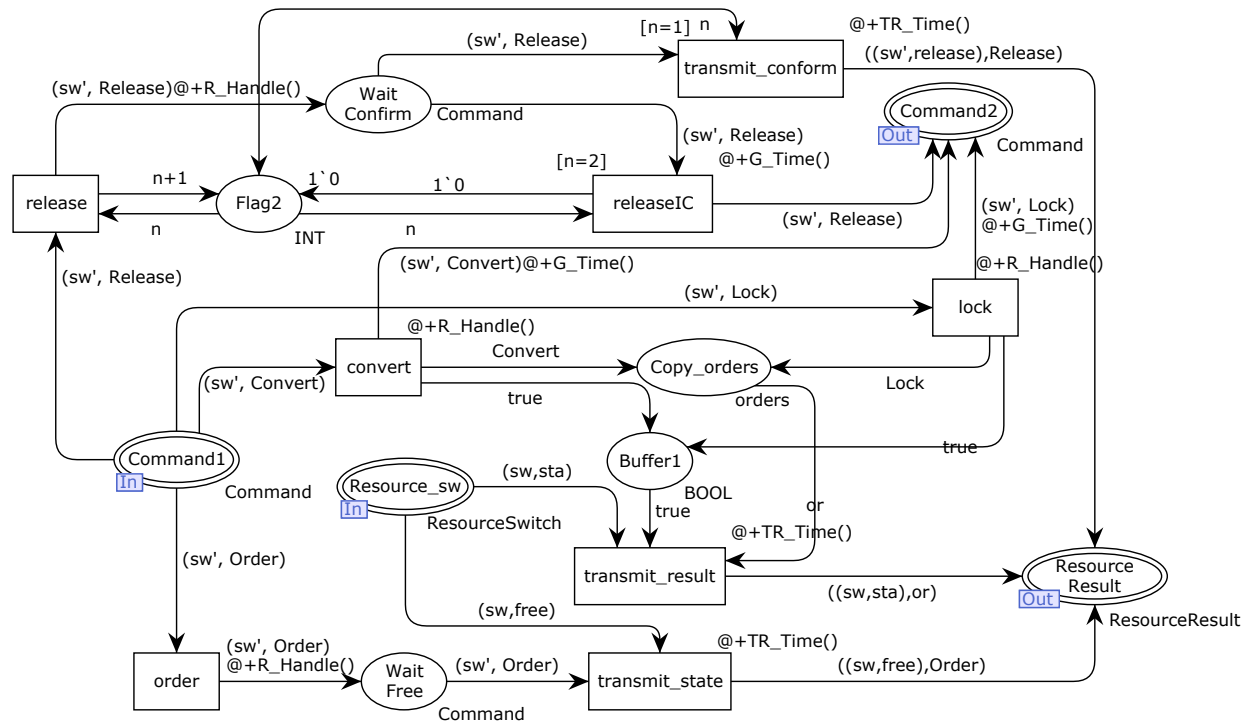 [n=1]
n
@+TR_Time()
(sw', Release)
((sw',release),Release)
transmit_conform
(sw', Release)@+R_Handle()
Wait
Confirm
Command
Command2
Out
Command
(sw', Release)
@+G_Time()
[n=2]
n+1
1`0
1`0
release
Flag2
releaseIC
n
INT
n
(sw', Release)
(sw', Lock)
@+G_Time()
(sw', Convert)@+G_Time()
@+R_Handle()
(sw', Release)
(sw', Lock)
lock
@+R_Handle()
Convert
convert
Copy_orders
(sw', Convert)
Lock
true
orders
Command1
In
Command
true
Buffer1
BOOL
(sw,sta)
Resource_sw
In
ResourceSwitch
true
or
@+TR_Time()
(sw', Order)
transmit_result
((sw,sta),or)
Resource
Result
Out
ResourceResult
(sw,free)
(sw', Order)
@+R_Handle()
@+TR_Time()
order
Wait
Free
(sw', Order)
transmit_state
((sw,free),Order)
Command